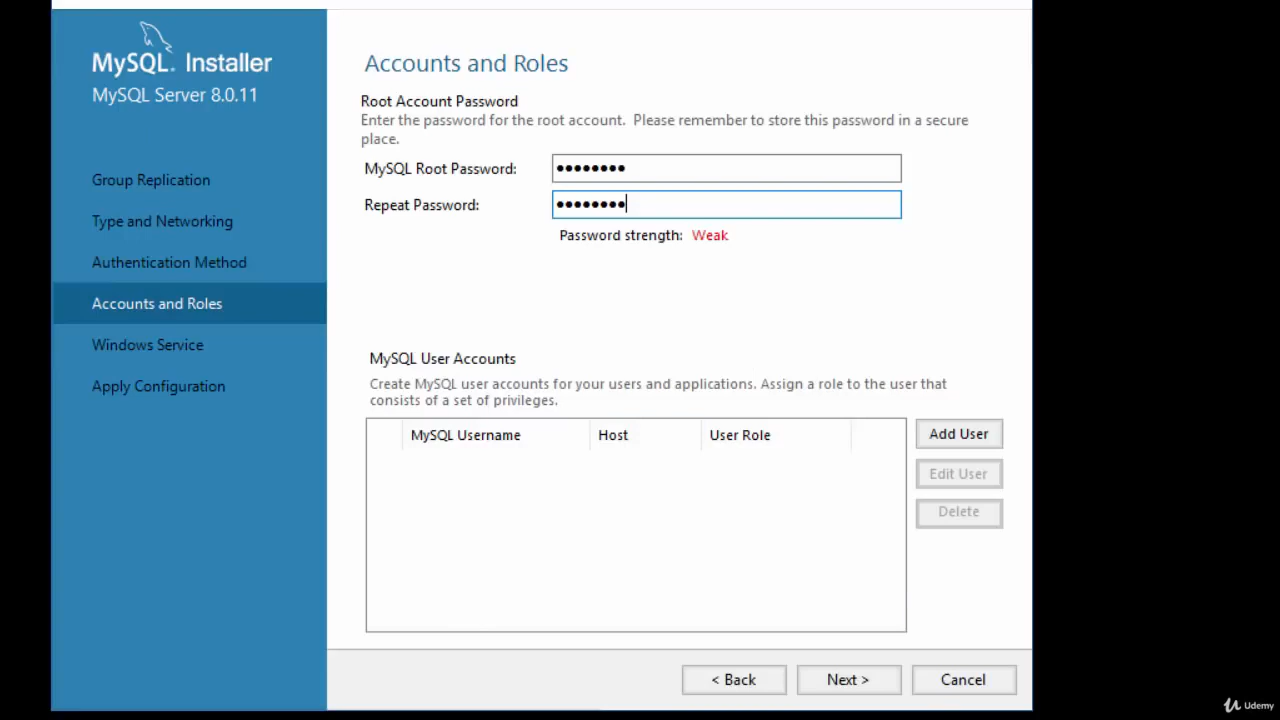 MySQL. Installer
MySQL Server 8.0.11
Group Replication
Type and Networking
Authentication Method
Accounts and Roles
Windows Service
Apply Configuration
Accounts and Roles
Root Account Password
Enter the password for the root account. Please remember to store this password in a secure
place.
MySQL Root Password: ●●●●●●●●
Repeat Password: ●●●●●●●●
Password strength: Weak
MySQL User Accounts
Create MySQL user accounts for your users and applications. Assign a role to the user that
consists of a set of privileges.
MySQL Username Host User Role
Add User
Edit User
Delete
< Back Next > Cancel
Udemy